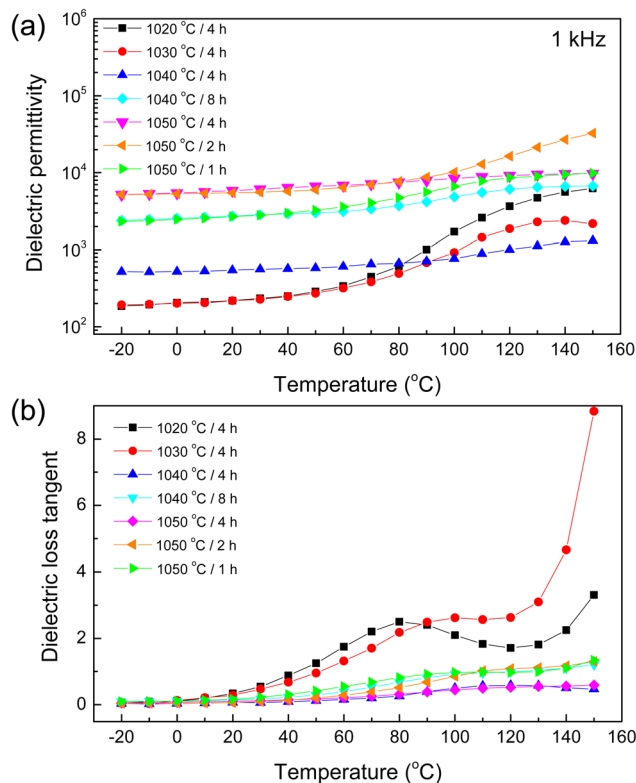 (a)
10^6
1020 °C / 4 h
1 kHz
1030 °C / 4 h
1040 °C / 4 h
10^5
1040 °C / 8 h
1050 °C / 4 h
1050 °C / 2 h
10^4
1050 °C / 1 h
10^3
10^2
Dielectric permittivity
-20 0 20 40 60 80 100 120 140 160
Temperature (°C)
(b)
8
1020 °C / 4 h
1030 °C / 4 h
1040 °C / 4 h
6
1040 °C / 8 h
1050 °C / 4 h
1050 °C / 2 h
1050 °C / 1 h
4
2
0
Dielectric loss tangent
-20 0 20 40 60 80 100 120 140 160
Temperature (°C)